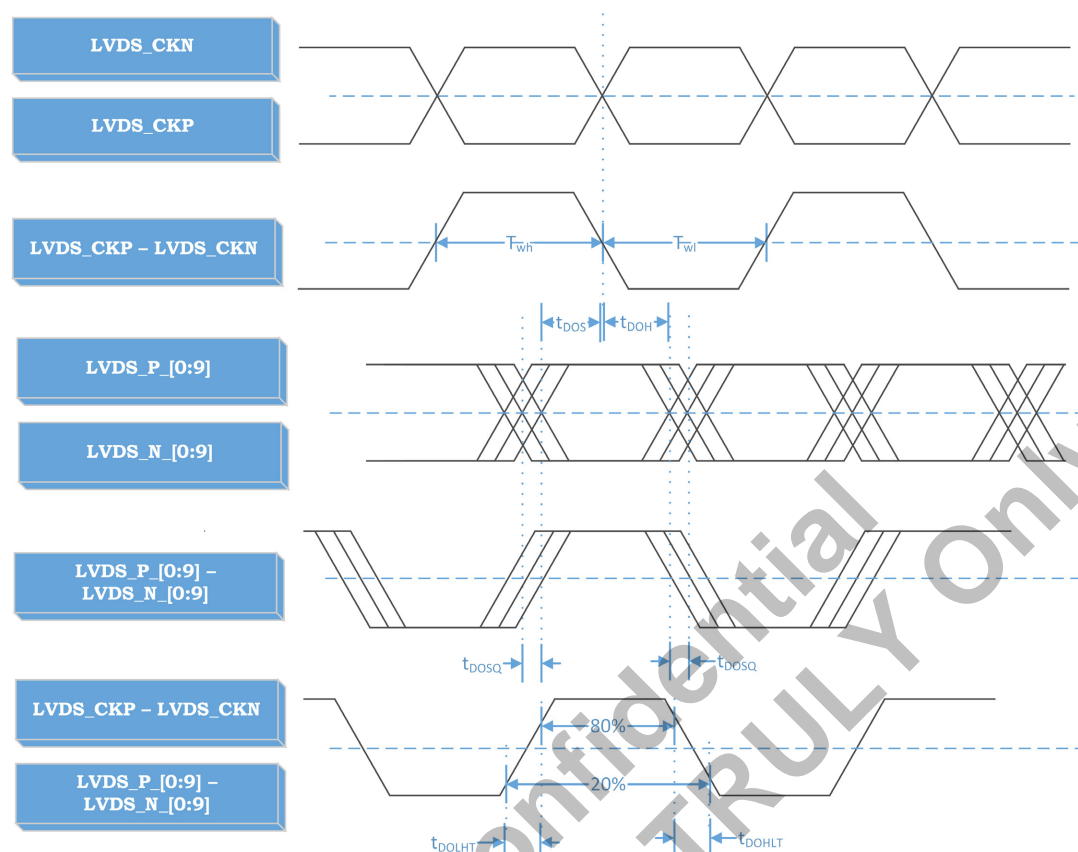 LVDS_CKN
LVDS_CKP
LVDS_CKP – LVDS_CKN
Twh
Twl
tDOS
tDOH
LVDS_P_[0:9]
LVDS_N_[0:9]
LVDS_P_[0:9] –
LVDS_N_[0:9]
tDOSQ
tDOSQ
LVDS_CKP – LVDS_CKN
80%
LVDS_P_[0:9] –
LVDS_N_[0:9]
20%
tDOLHT
tDOHLT
onfidential
TRULY Only